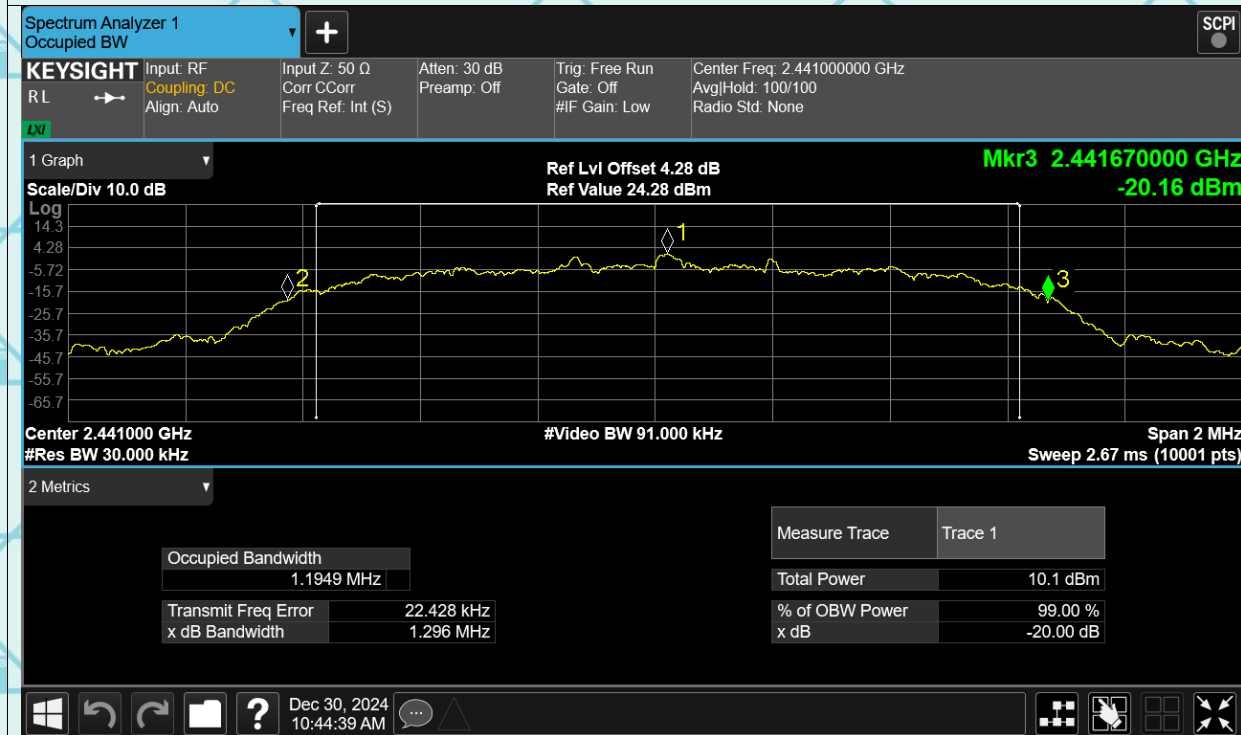 Spectrum Analyzer 1
Occupied BW
+
SCPI
KEYSIGHT
RL
LXI
Input: RF
Coupling: DC
Align: Auto
Input Z: 50 Ω
Corr CCorr
Freq Ref: Int (S)
Atten: 30 dB
Preamp: Off
Trig: Free Run
Gate: Off
#IF Gain: Low
Center Freq: 2.441000000 GHz
Avg|Hold: 100/100
Radio Std: None
1 Graph
Scale/Div 10.0 dB
Ref Lvl Offset 4.28 dB
Ref Value 24.28 dBm
Mkr3 2.441670000 GHz
-20.16 dBm
Log
14.3
4.28
-5.72
-15.7
-25.7
-35.7
-45.7
-55.7
-65.7
1
2
3
Center 2.441000 GHz
#Video BW 91.000 kHz
Span 2 MHz
#Res BW 30.000 kHz
Sweep 2.67 ms (10001 pts)
2 Metrics
Measure Trace
Trace 1
Occupied Bandwidth
1.1949 MHz
Total Power
10.1 dBm
Transmit Freq Error
22.428 kHz
% of OBW Power
99.00 %
x dB Bandwidth
1.296 MHz
x dB
-20.00 dB
?
Dec 30, 2024
10:44:39 AM